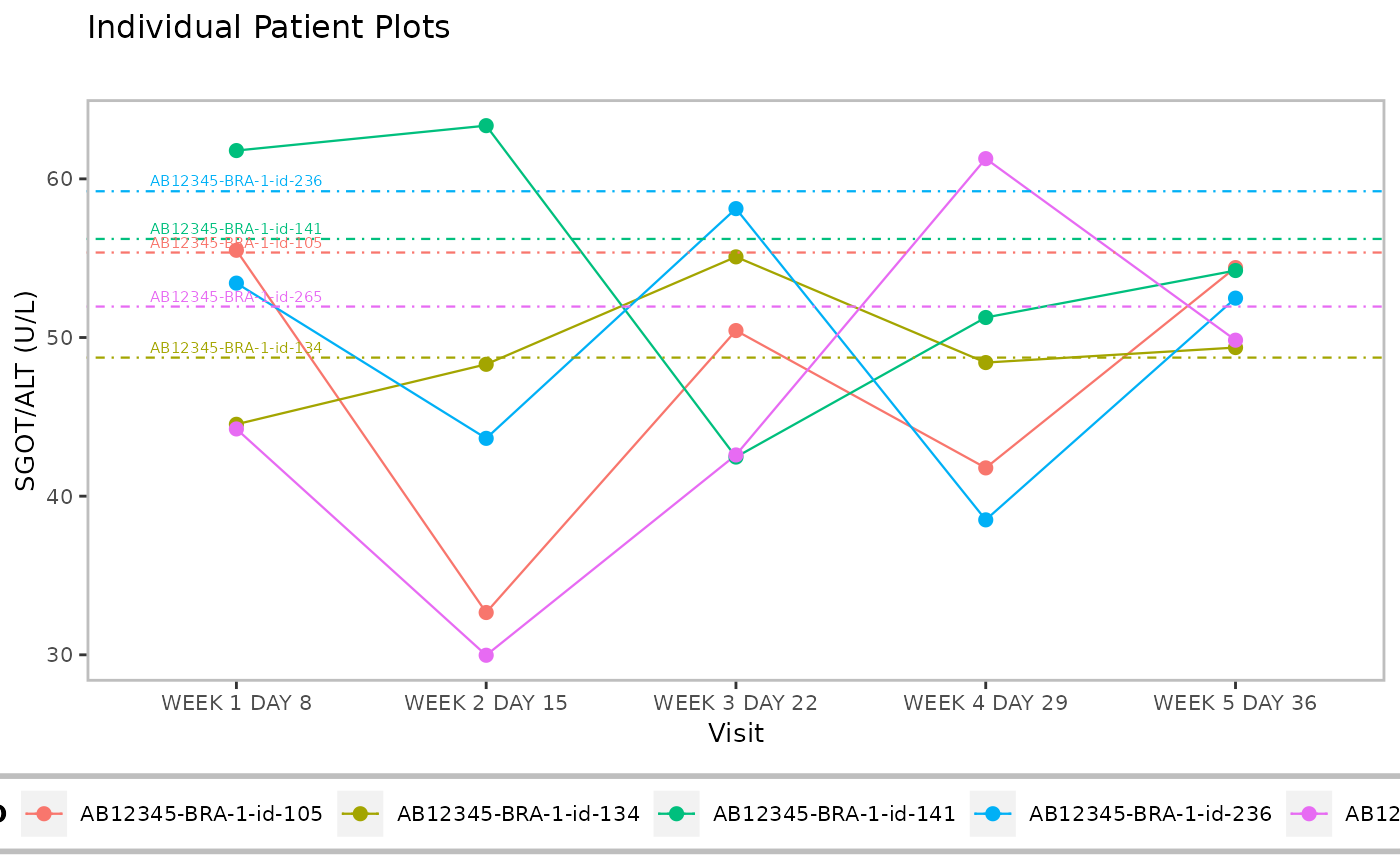 Individual Patient Plots
SGOT/ALT (U/L)
60
50
40
30
AB12345-BRA-1-id-236
AB12345-BRA-1-id-141
AB12345-BRA-1-id-105
AB12345-BRA-1-id-265
AB12345-BRA-1-id-134
WEEK 1 DAY 8 WEEK 2 DAY 15 WEEK 3 DAY 22 WEEK 4 DAY 29 WEEK 5 DAY 36
Visit
AB12345-BRA-1-id-105 AB12345-BRA-1-id-134 AB12345-BRA-1-id-141 AB12345-BRA-1-id-236 AB12